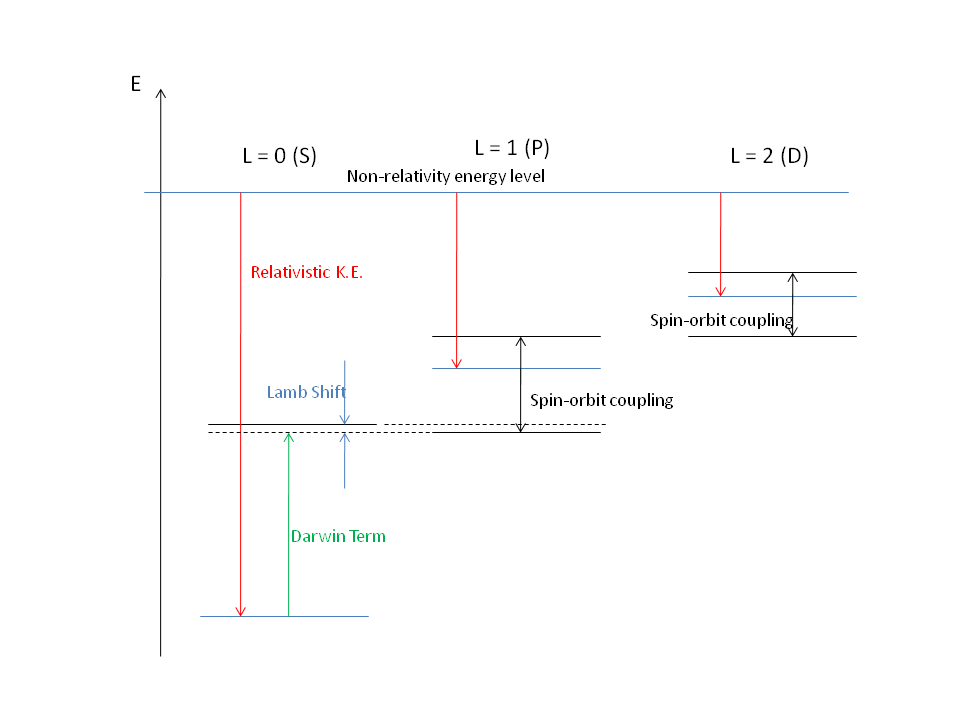 E
L = 0 (S)
L = 1 (P)
L = 2 (D)
Non-relativity energy level
Relativistic K.E.
Spin-orbit coupling
Lamb Shift
Spin-orbit coupling
Darwin Term